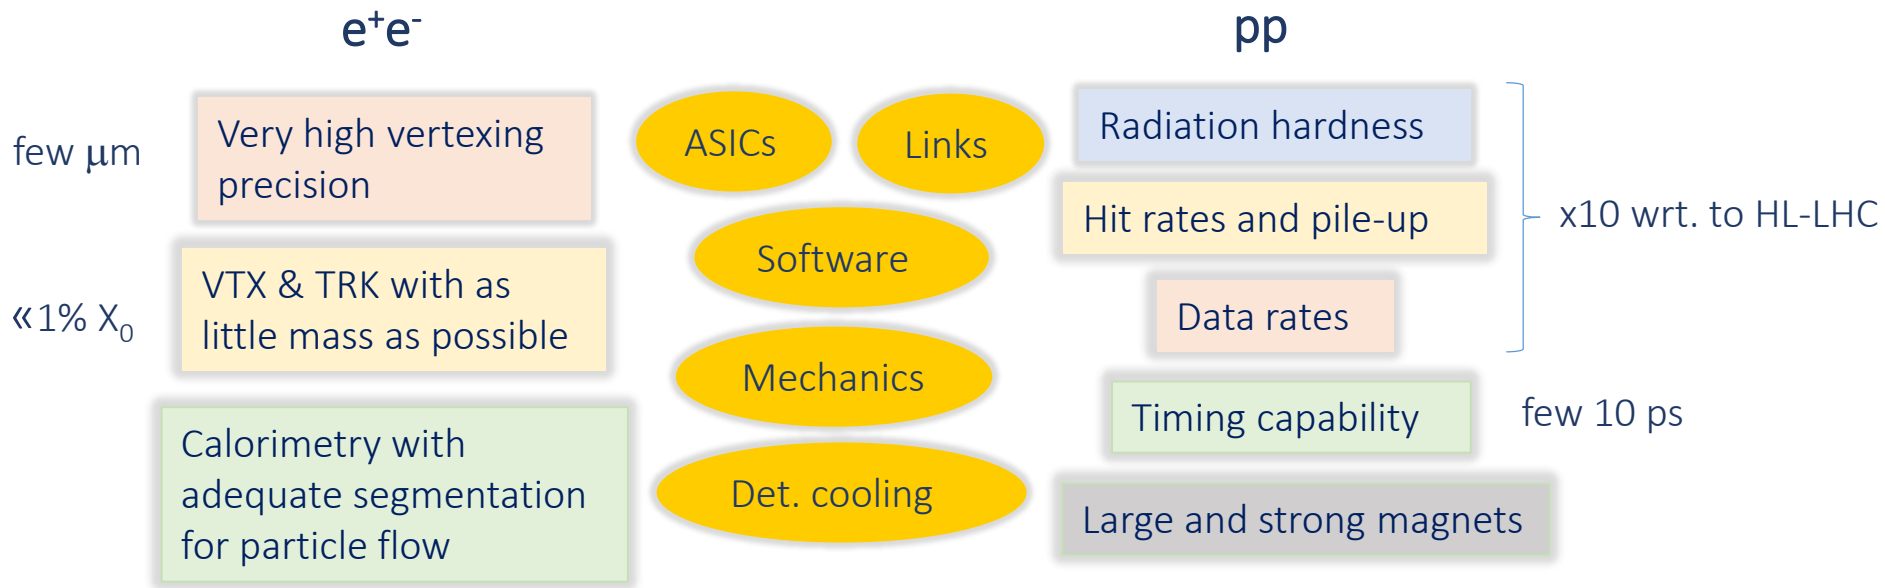 e⁺e⁻
pp
few μm
Very high vertexing
precision
«1% X₀
VTX & TRK with as
little mass as possible
Calorimetry with
adequate segmentation
for particle flow
ASICs
Links
Software
Mechanics
Det. cooling
Radiation hardness
Hit rates and pile-up
Data rates
x10 wrt. to HL-LHC
Timing capability
few 10 ps
Large and strong magnets